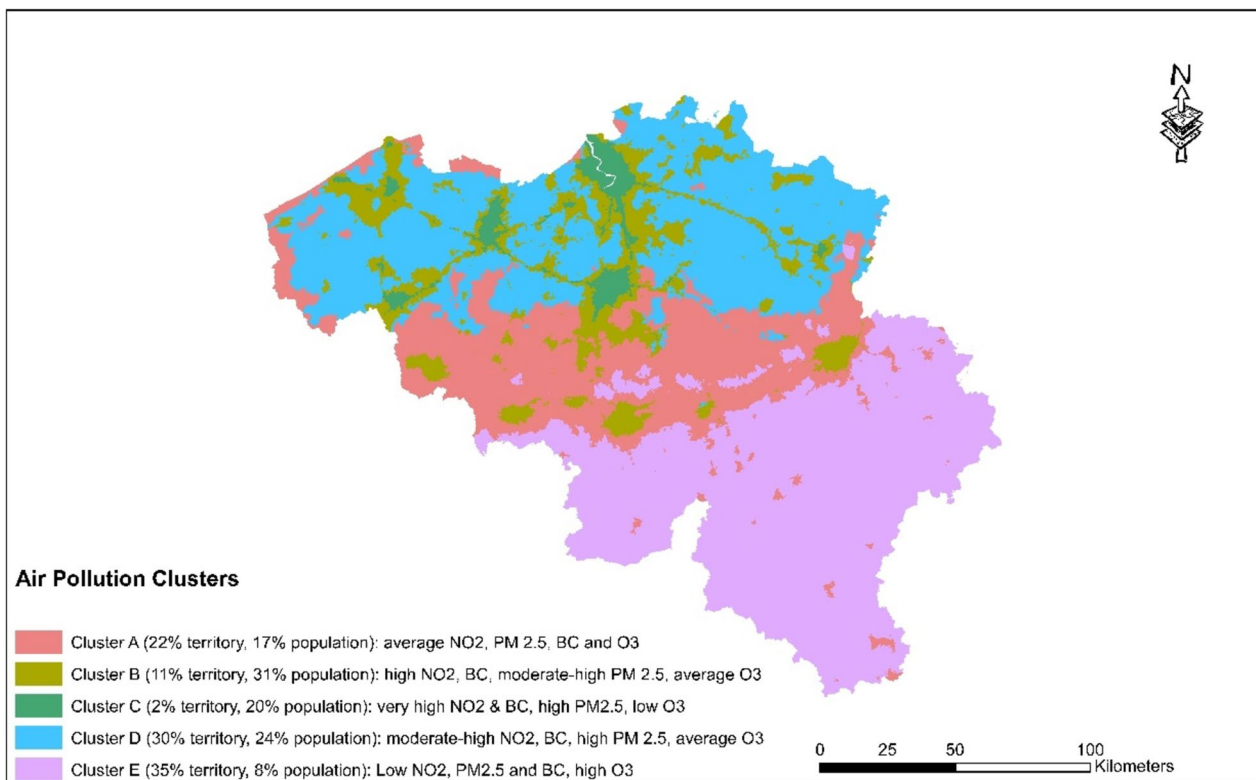 N
Air Pollution Clusters
Cluster A (22% territory, 17% population): average NO2, PM 2.5, BC and O3
Cluster B (11% territory, 31% population): high NO2, BC, moderate-high PM 2.5, average O3
Cluster C (2% territory, 20% population): very high NO2 & BC, high PM2.5, low O3
Cluster D (30% territory, 24% population): moderate-high NO2, BC, high PM 2.5, average O3
Cluster E (35% territory, 8% population): Low NO2, PM2.5 and BC, high O3
0 25 50 100
Kilometers